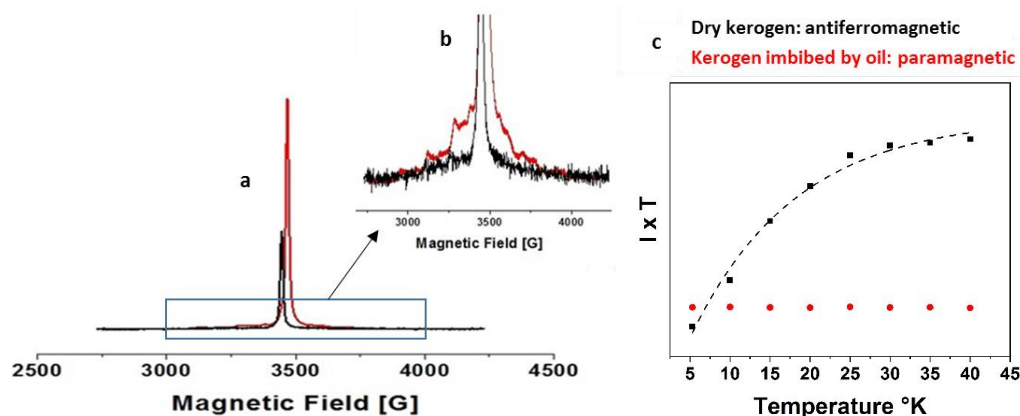 a
2500 3000 3500 4000 4500
Magnetic Field [G]
b
3000 3500 4000
Magnetic Field [G]
c
Dry kerogen: antiferromagnetic
Kerogen imbibed by oil: paramagnetic
I x T
5 10 15 20 25 30 35 40 45
Temperature °K